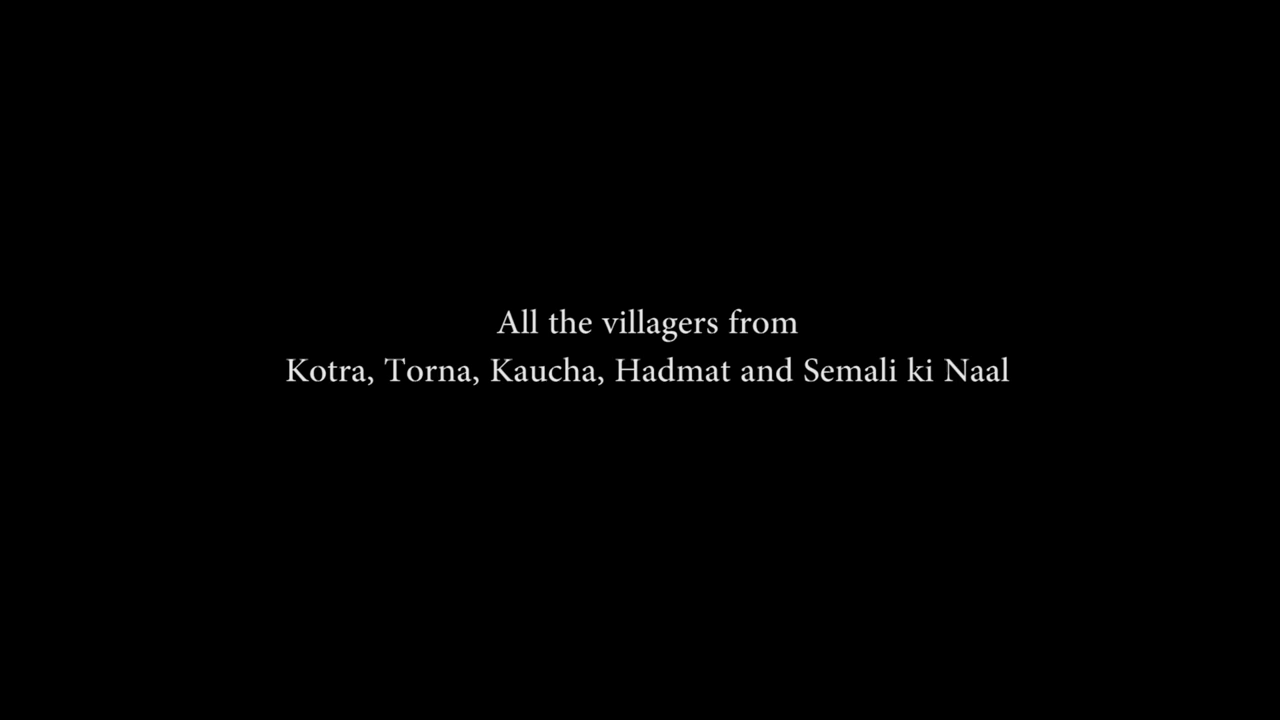 All the villagers from
Kotra, Torna, Kaucha, Hadmat and Semali ki Naal